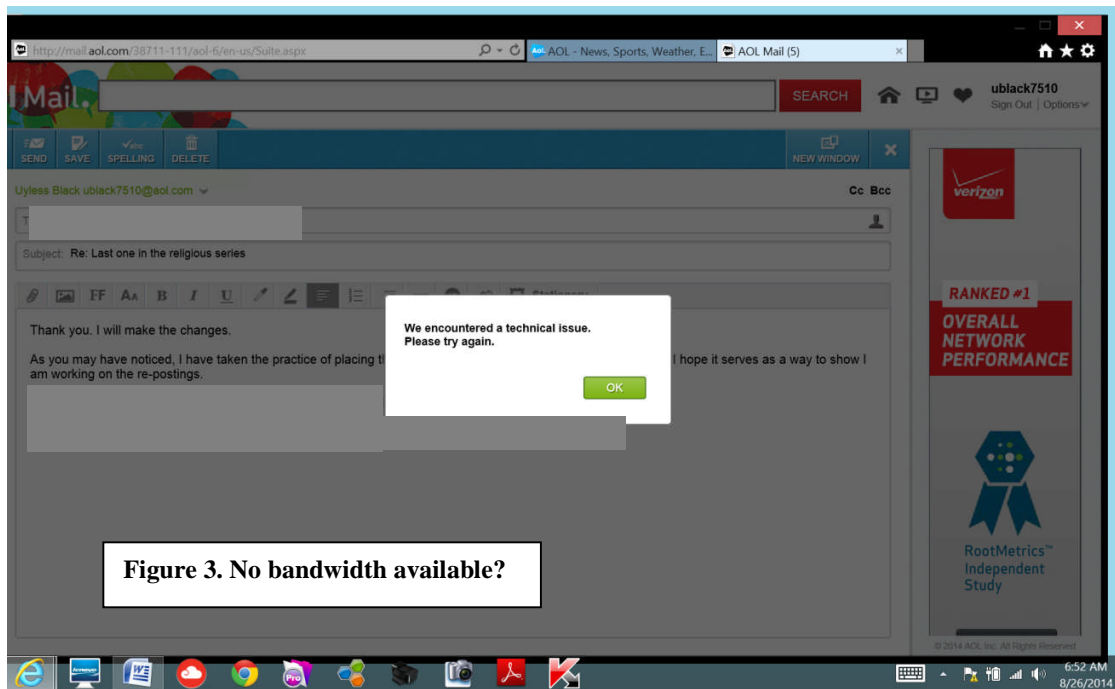 http://mail.aol.com/38711-111/aol-6/en-us/Suite.aspx
AOL - News, Sports, Weather, E...
AOL Mail (5)
Mail.
SEARCH
ublack7510
Sign Out | Options
SEND
SAVE
SPELLING
DELETE
NEW WINDOW
Uyless Black ublack7510@aol.com
Cc Bcc
Subject: Re: Last one in the religious series
FF AA B I U
Thank you. I will make the changes.
As you may have noticed, I have taken the practice of placing
I hope it serves as a way to show I
am working on the re-postings.
We encountered a technical issue.
Please try again.
OK
Figure 3. No bandwidth available?
verizon
RANKED #1
OVERALL
NETWORK
PERFORMANCE
RootMetrics™
Independent
Study
© 2014 AOL Inc. All Rights Reserved
Pro
6:52 AM
8/26/2014